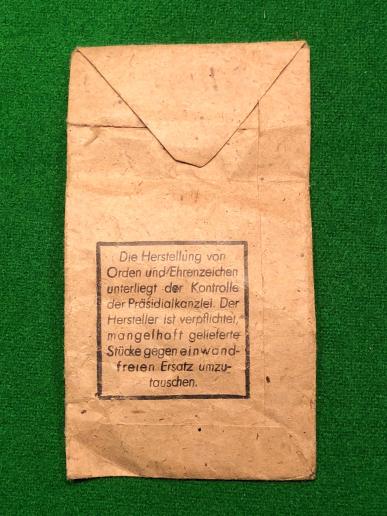 Die Herstellung von
Orden und Ehrenzeichen
unterliegt der Kontrolle
der Präsidialkanzlei. Der
Hersteller ist verpflichtet,
mangelhaft gelieferte
Stücke gegen einwand-
freien Ersatz umzu-
tauschen.